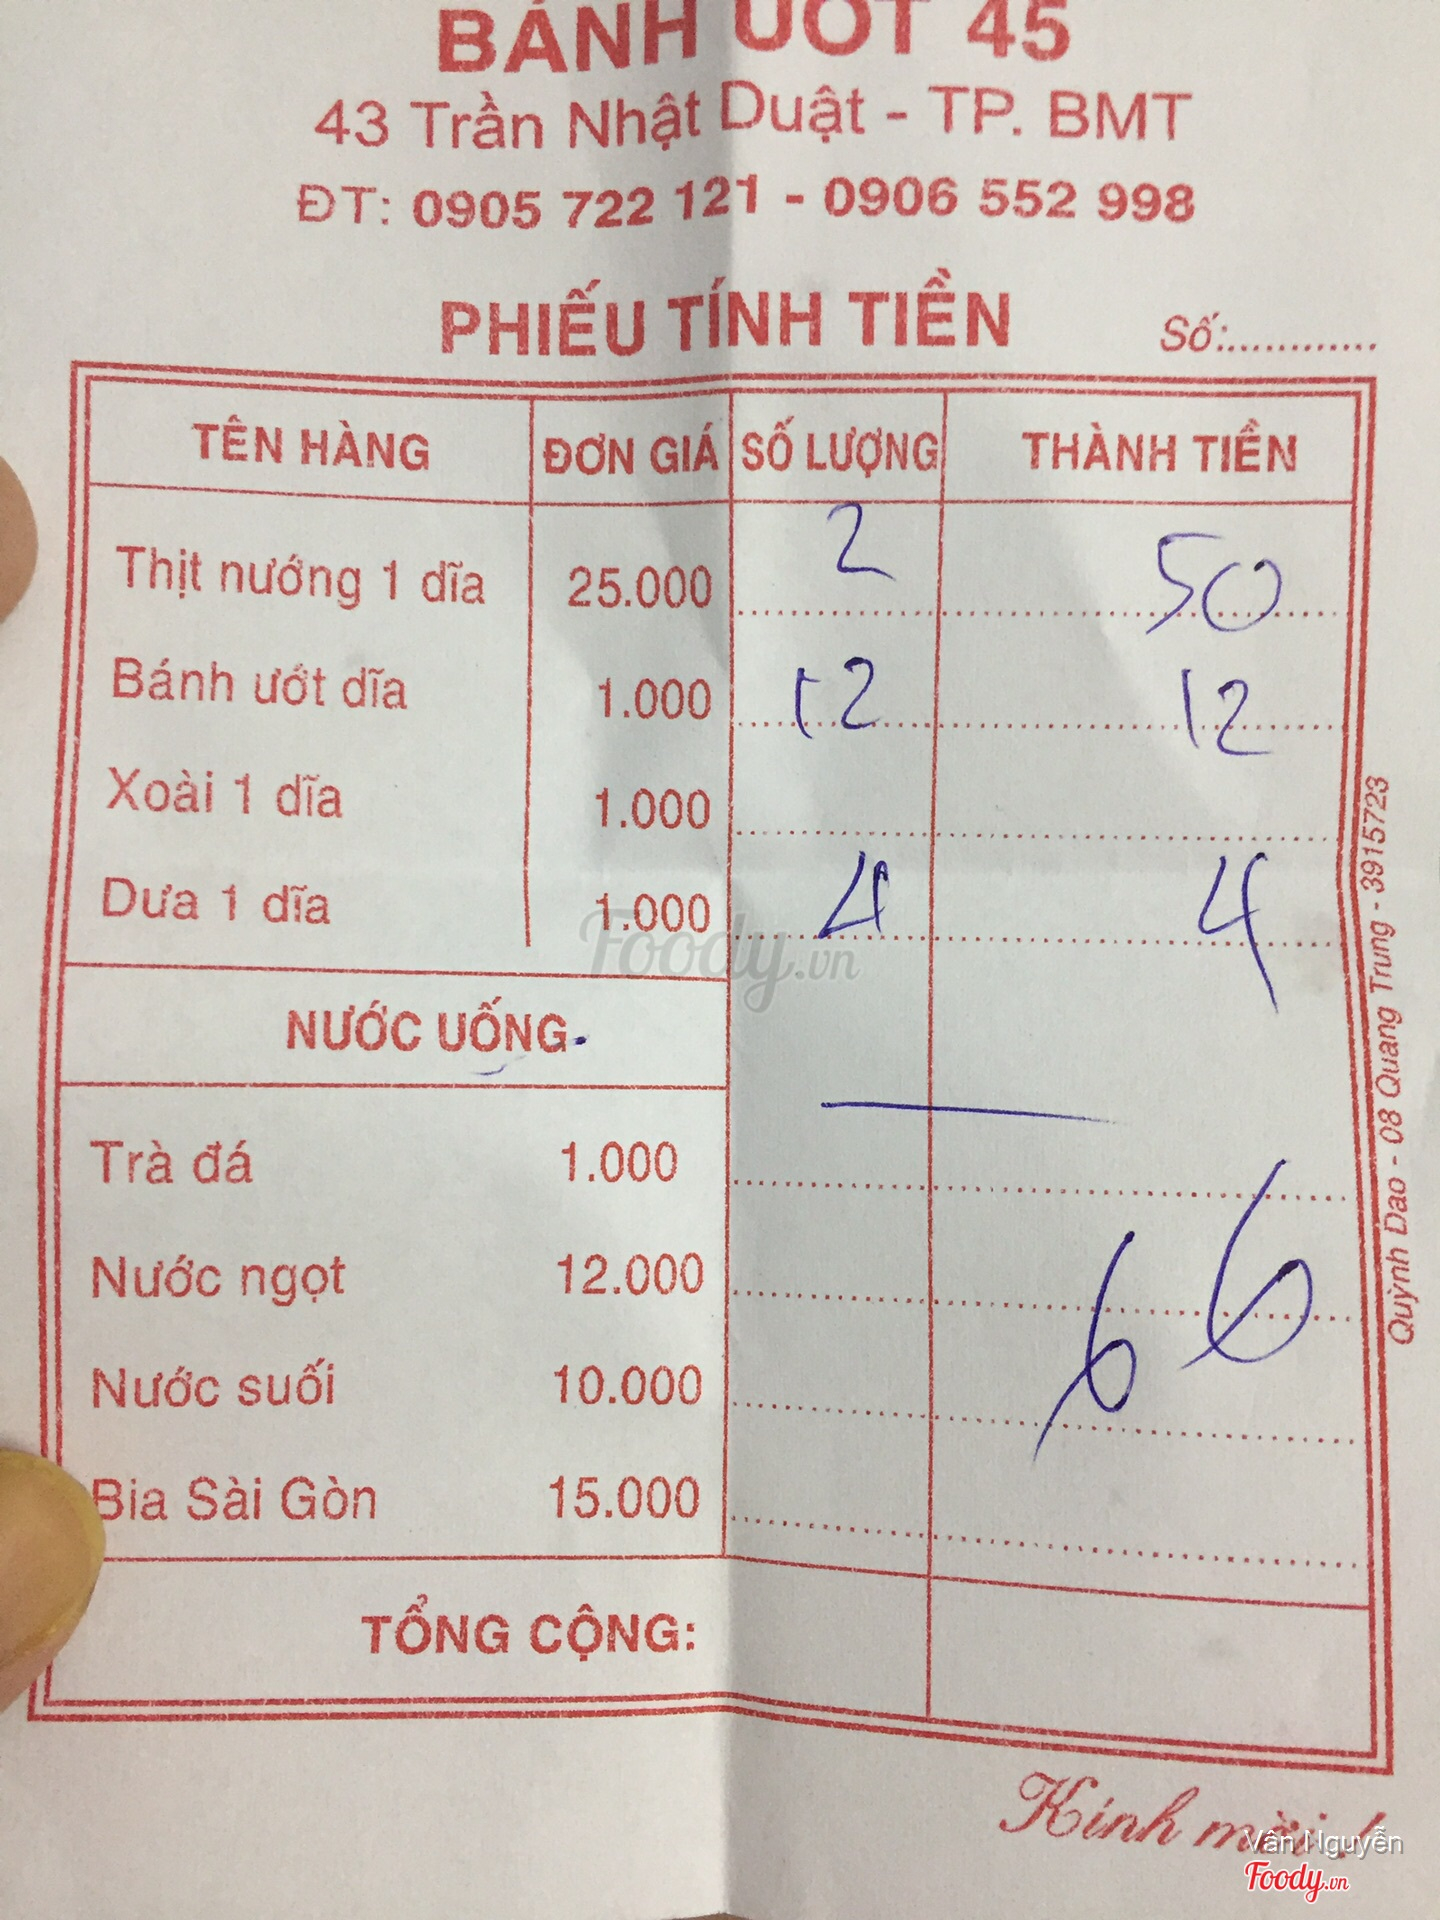 BÁNH ƯỚT 45
43 Trần Nhật Duật - TP. BMT
ĐT: 0905 722 121 - 0906 552 998
PHIẾU TÍNH TIỀN
Số:.............
TÊN HÀNG ĐƠN GIÁ SỐ LƯỢNG THÀNH TIỀN
Thịt nướng 1 dĩa 25.000 2 50
Bánh ướt dĩa 1.000 12 12
Xoài 1 dĩa 1.000
Dưa 1 dĩa 1.000 4 4
Foody.vn
NƯỚC UỐNG
Trà đá 1.000
Nước ngọt 12.000
66
Nước suối 10.000
Bia Sài Gòn 15.000
TỔNG CỘNG:
Quỳnh Dao - 08 Quang Trung - 3915723
Kính mời !
Vân Nguyễn
Foody.vn